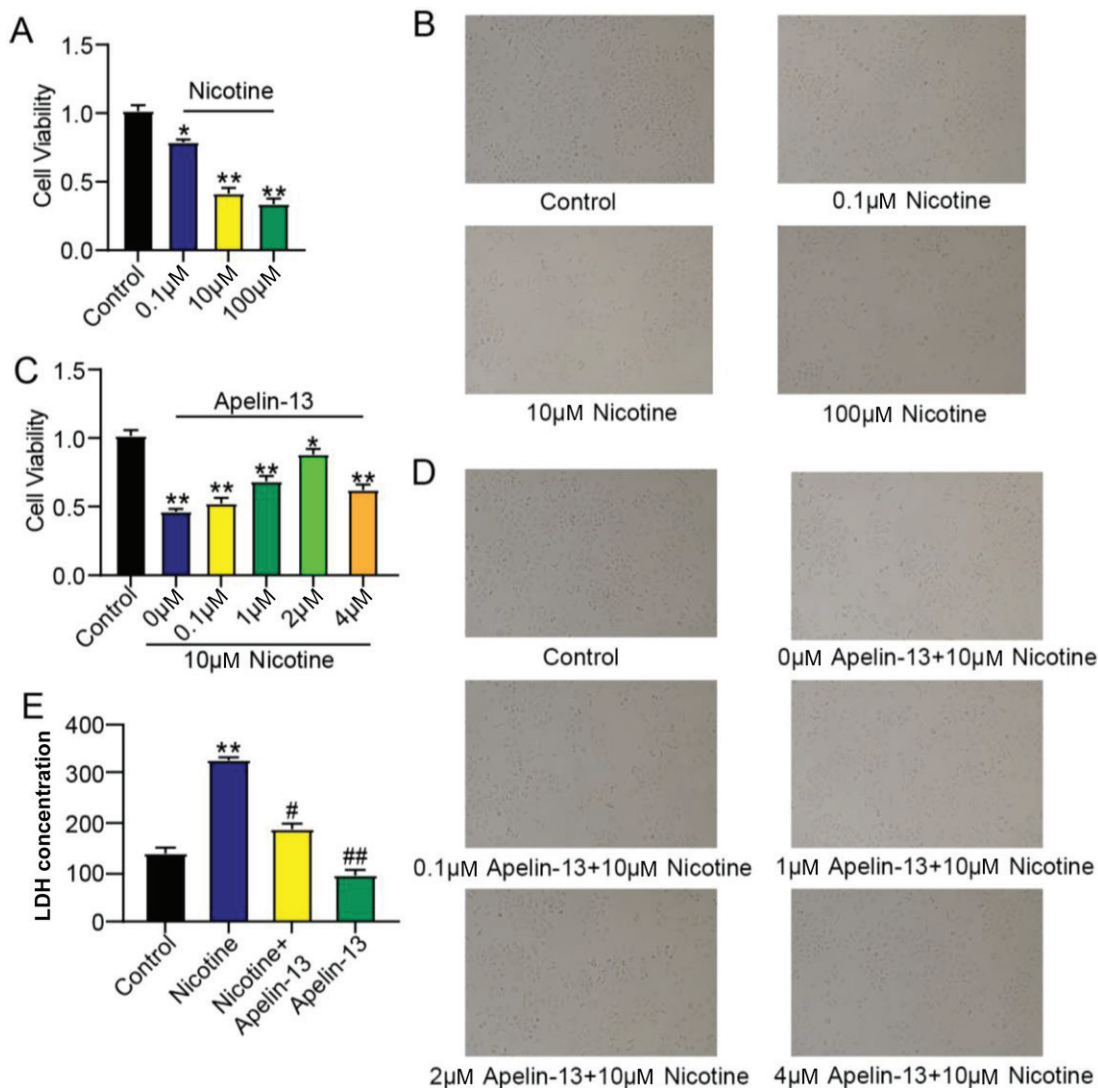 A
1.5
1.0
0.5
0.0
Cell Viability
Nicotine
*
**
**
Control
0.1μM
10μM
100μM
B
Control
0.1μM Nicotine
10μM Nicotine
100μM Nicotine
C
1.5
1.0
0.5
0.0
Cell Viability
Apelin-13
**
**
**
*
**
Control
0μM
0.1μM
1μM
2μM
4μM
10μM Nicotine
D
Control
0μM Apelin-13+10μM Nicotine
0.1μM Apelin-13+10μM Nicotine
1μM Apelin-13+10μM Nicotine
2μM Apelin-13+10μM Nicotine
4μM Apelin-13+10μM Nicotine
E
400
300
200
100
0
LDH concentration
**
#
##
Control
Nicotine
Nicotine+
Apelin-13
Apelin-13